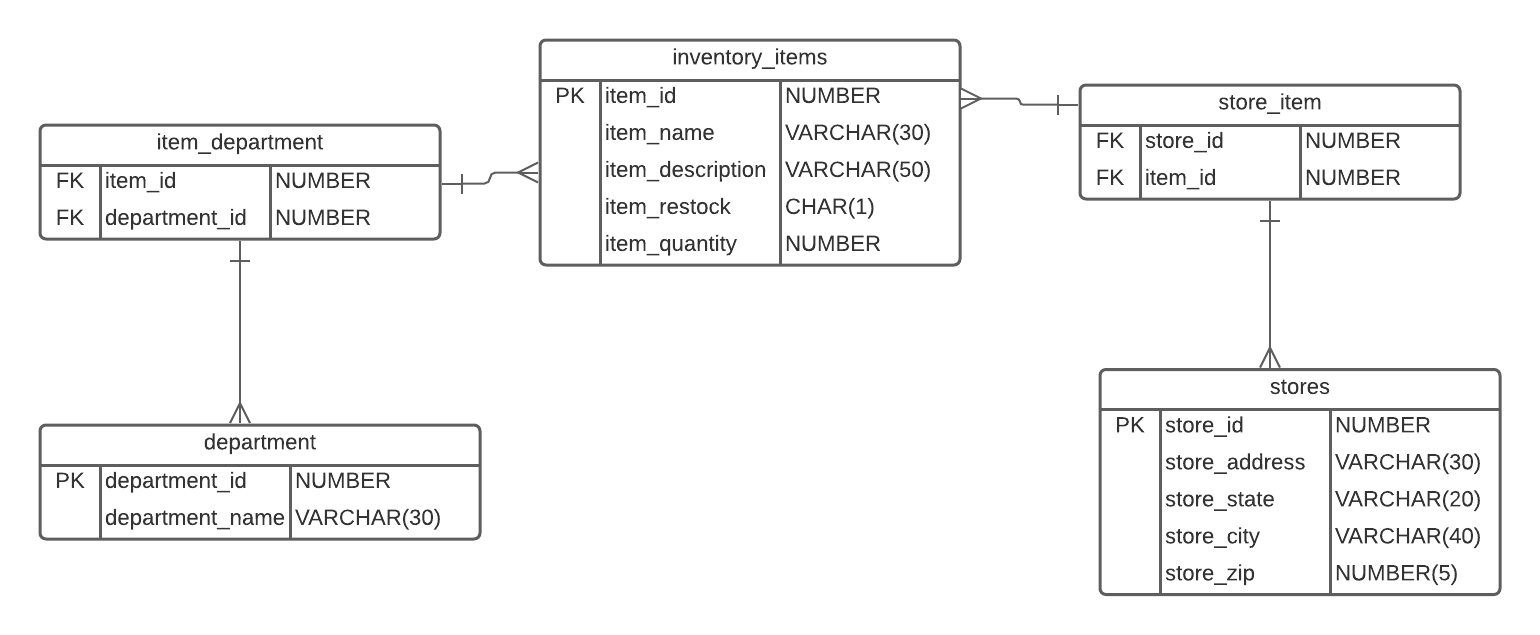 inventory_items
PK item_id NUMBER
item_name VARCHAR(30)
item_description VARCHAR(50)
item_restock CHAR(1)
item_quantity NUMBER
store_item
FK store_id NUMBER
FK item_id NUMBER
item_department
FK item_id NUMBER
FK department_id NUMBER
department
PK department_id NUMBER
department_name VARCHAR(30)
stores
PK store_id NUMBER
store_address VARCHAR(30)
store_state VARCHAR(20)
store_city VARCHAR(40)
store_zip NUMBER(5)